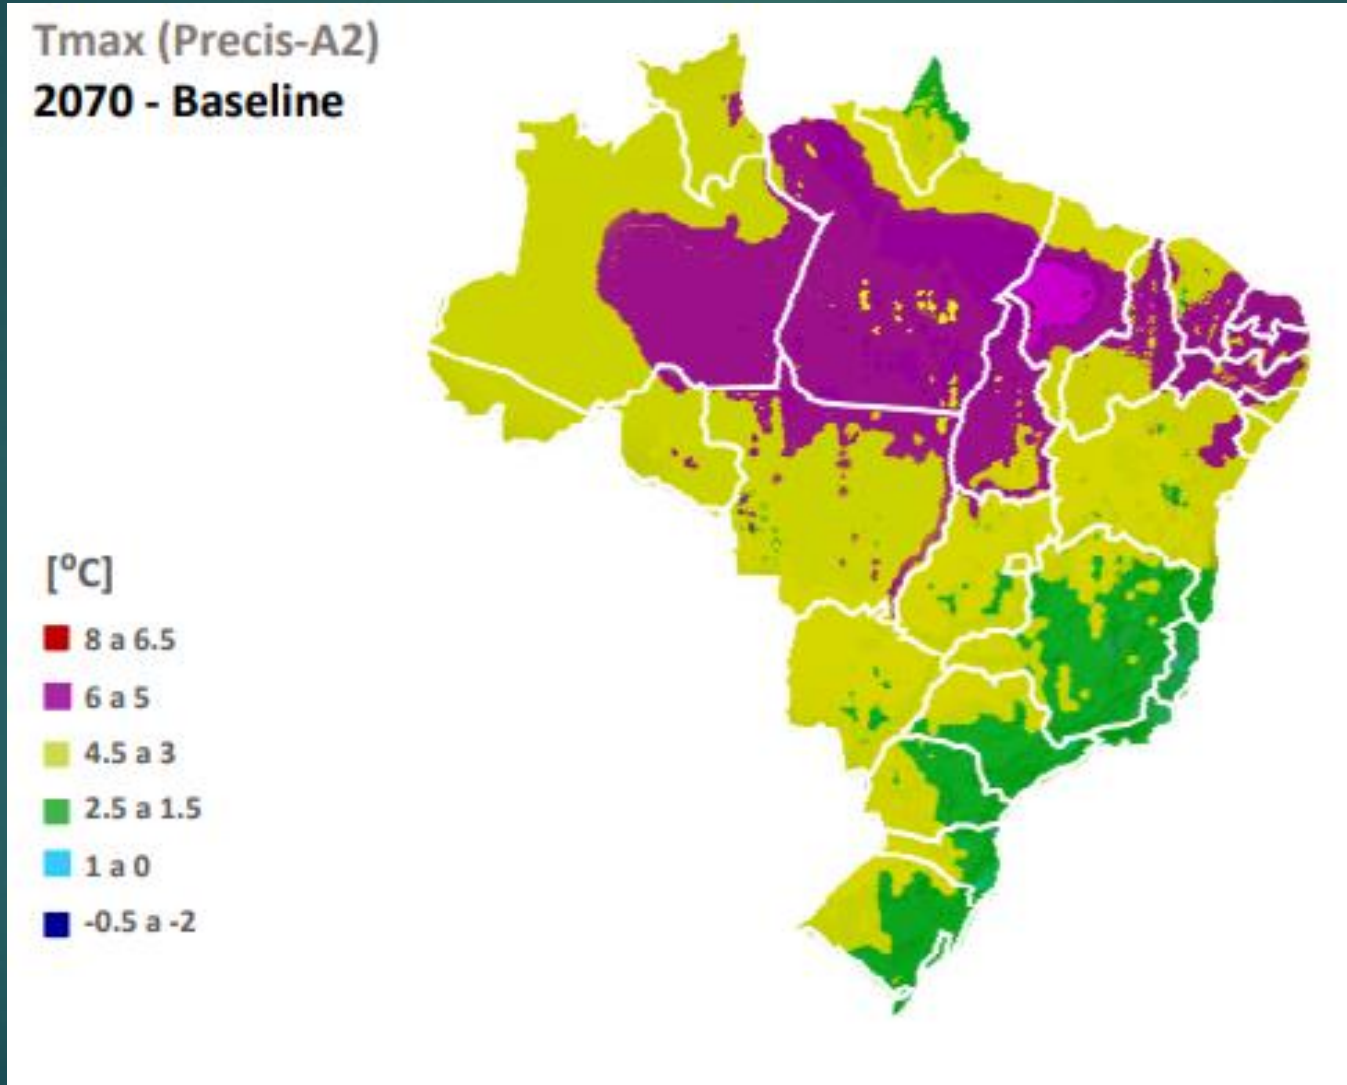 Tmax (Precis-A2)
2070 - Baseline
[⁰C]
8 a 6.5
6 a 5
4.5 a 3
2.5 a 1.5
1 a 0
-0.5 a -2